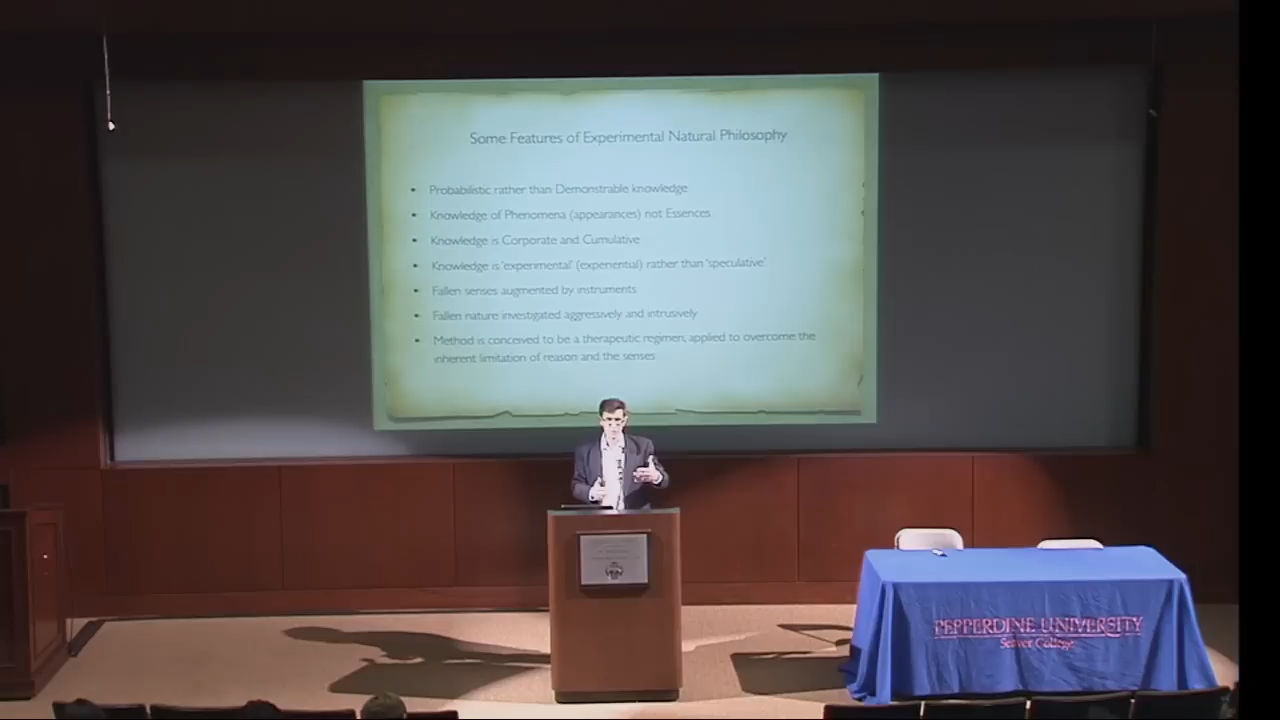 Some Features of Experimental Natural Philosophy
• Probabilistic rather than Demonstrable knowledge
• Knowledge of Phenomena (appearances) not Essences
• Knowledge is Corporate and Cumulative
• Knowledge is 'experimental' (experiential) rather than 'speculative'
• Fallen senses augmented by instruments
• Fallen nature investigated aggressively and intrusively
• Method is conceived to be a therapeutic regimen, applied to overcome the
inherent limitation of reason and the senses
PEPPERDINE UNIVERSITY
Seaver College